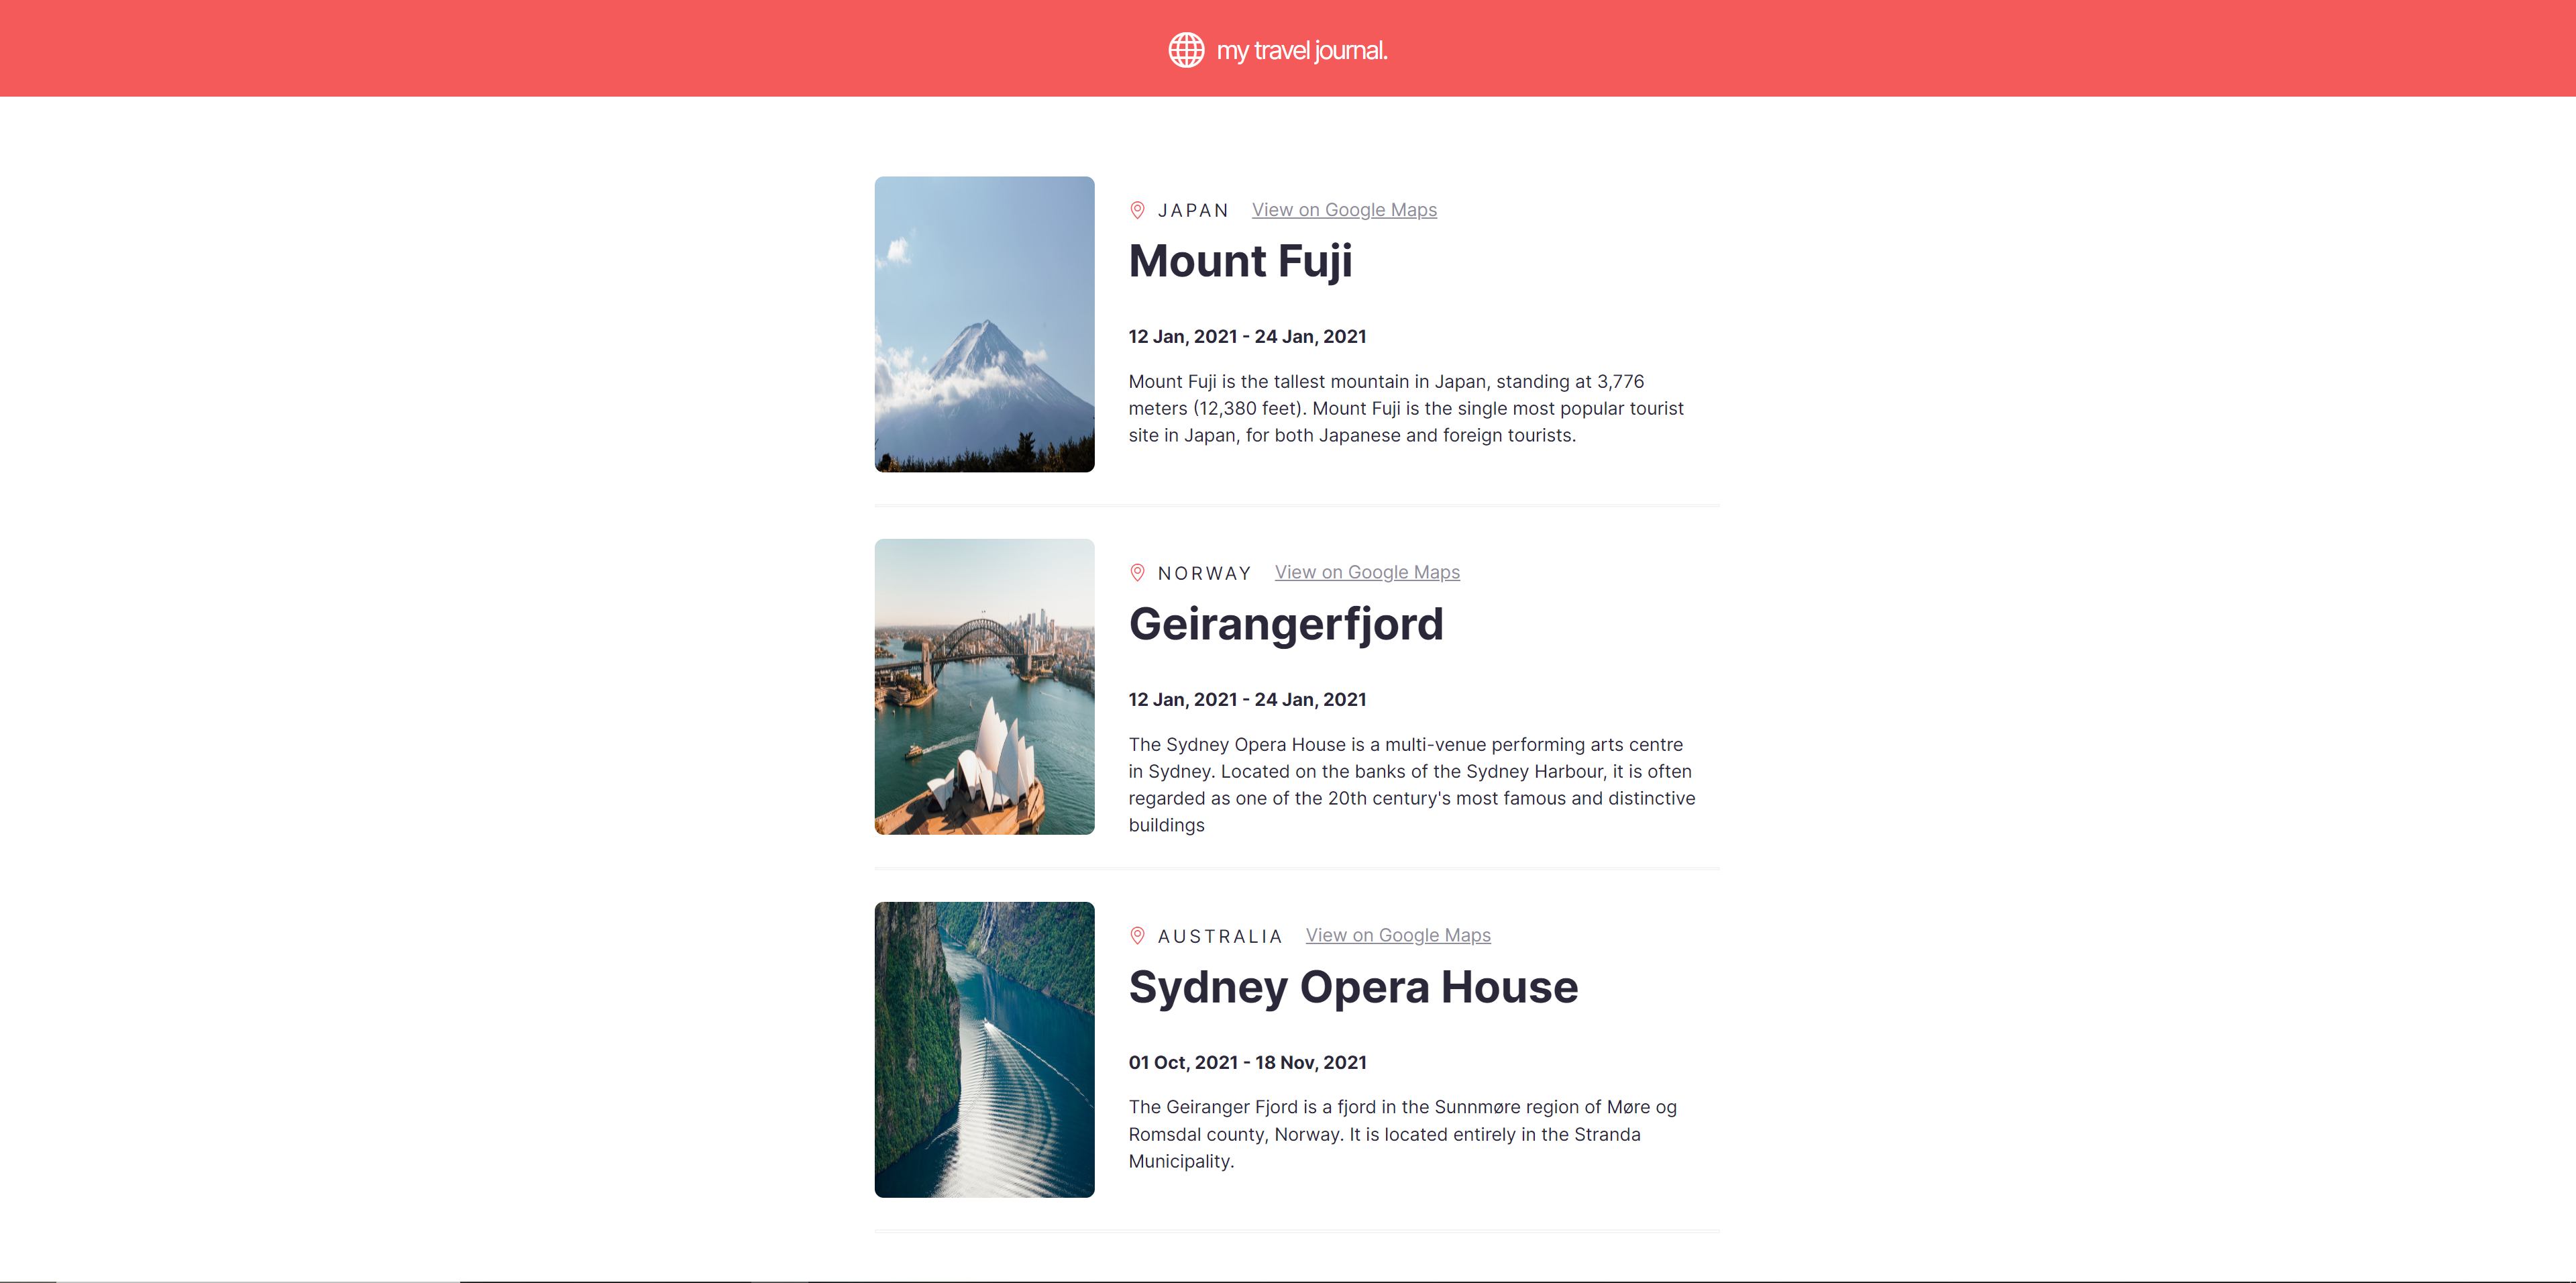 my travel journal.
JAPAN View on Google Maps
Mount Fuji
12 Jan, 2021 - 24 Jan, 2021
Mount Fuji is the tallest mountain in Japan, standing at 3,776
meters (12,380 feet). Mount Fuji is the single most popular tourist
site in Japan, for both Japanese and foreign tourists.
NORWAY View on Google Maps
Geirangerfjord
12 Jan, 2021 - 24 Jan, 2021
The Sydney Opera House is a multi-venue performing arts centre
in Sydney. Located on the banks of the Sydney Harbour, it is often
regarded as one of the 20th century's most famous and distinctive
buildings
AUSTRALIA View on Google Maps
Sydney Opera House
01 Oct, 2021 - 18 Nov, 2021
The Geiranger Fjord is a fjord in the Sunnmøre region of Møre og
Romsdal county, Norway. It is located entirely in the Stranda
Municipality.